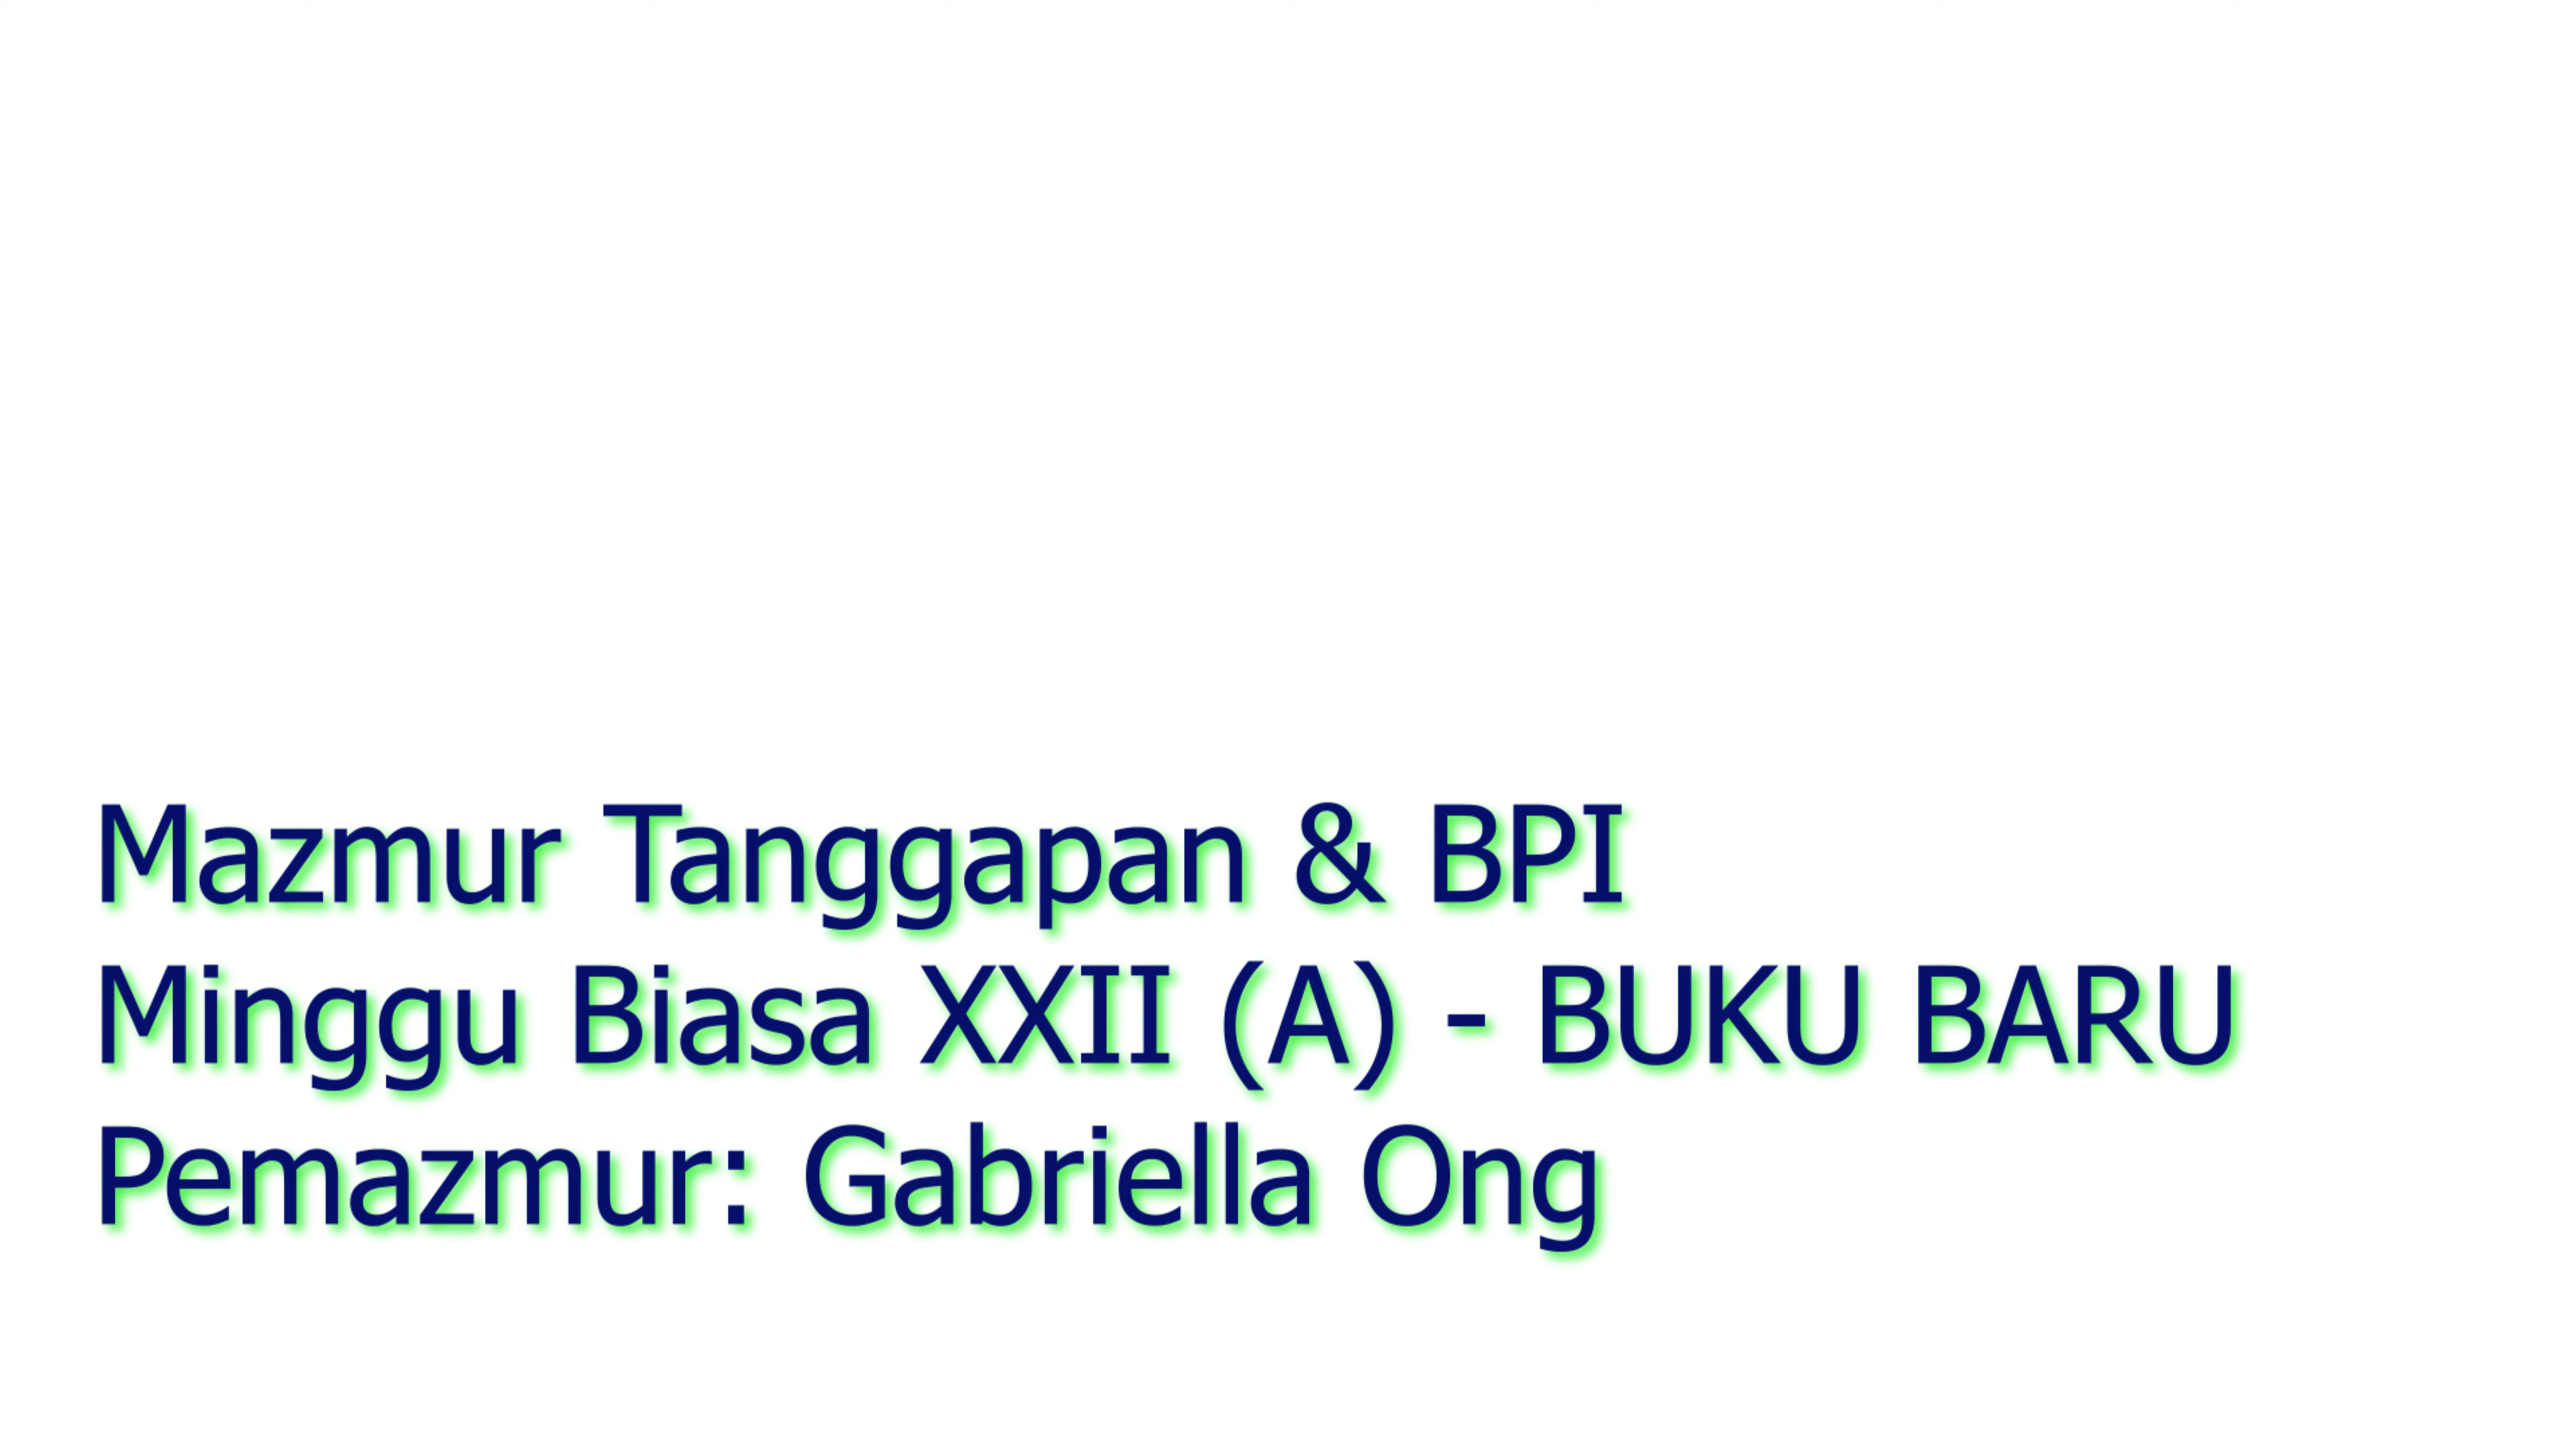 Mazmur Tanggapan & BPI
Minggu Biasa XXII (A) - BUKU BARU
Pemazmur: Gabriella Ong